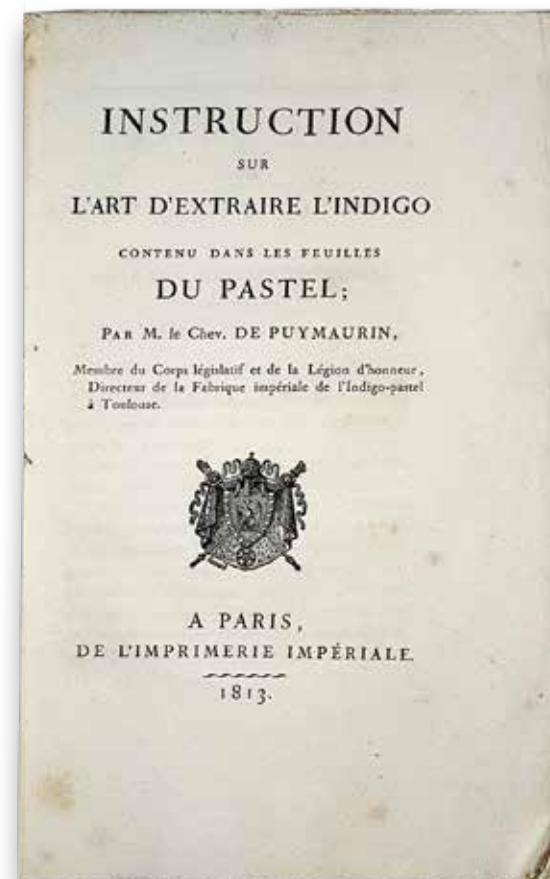 INSTRUCTION
SUR
L'ART D'EXTRAIRE L'INDIGO
CONTENU DANS LES FEUILLES
DU PASTEL;
PAR M. le Chev. DE PUYMAURIN,
Membre du Corps législatif et de la Légion d'honneur,
Directeur de la Fabrique impériale de l'Indigo-pastel
à Toulouse.
A PARIS,
DE L'IMPRIMERIE IMPÉRIALE.
1813.